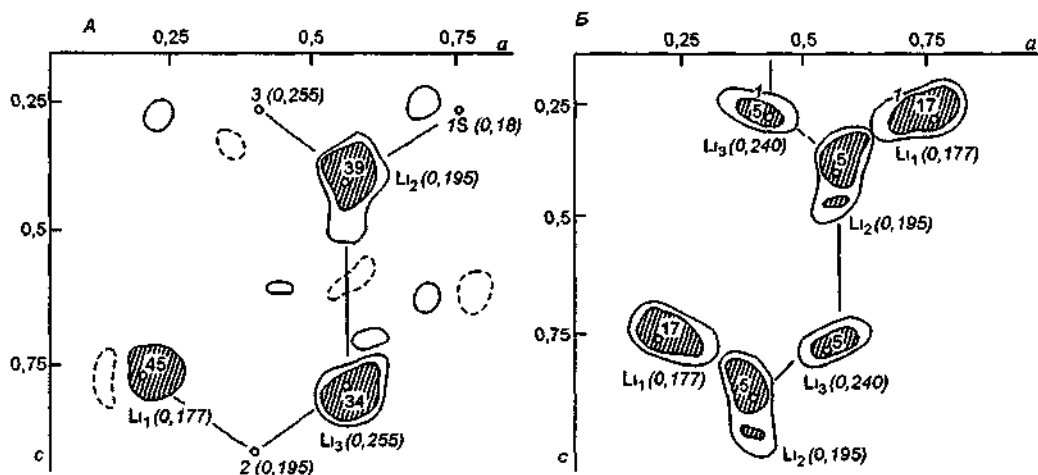 А
0,25 0,5 0,75 a
0,25
3 (0,255)
1S (0,18)
39
Li₂ (0,195)
0,5
0,75
45
Li₁ (0,177)
34
Li₃ (0,255)
c
2 (0,195)
Б
0,25 0,5 0,75 a
0,25
1
5
Li₃ (0,240)
1
17
Li₁ (0,177)
5
0,5
Li₂ (0,195)
0,75
17
Li₁ (0,177)
5
Li₃ (0,240)
5
c
Li₂ (0,195)